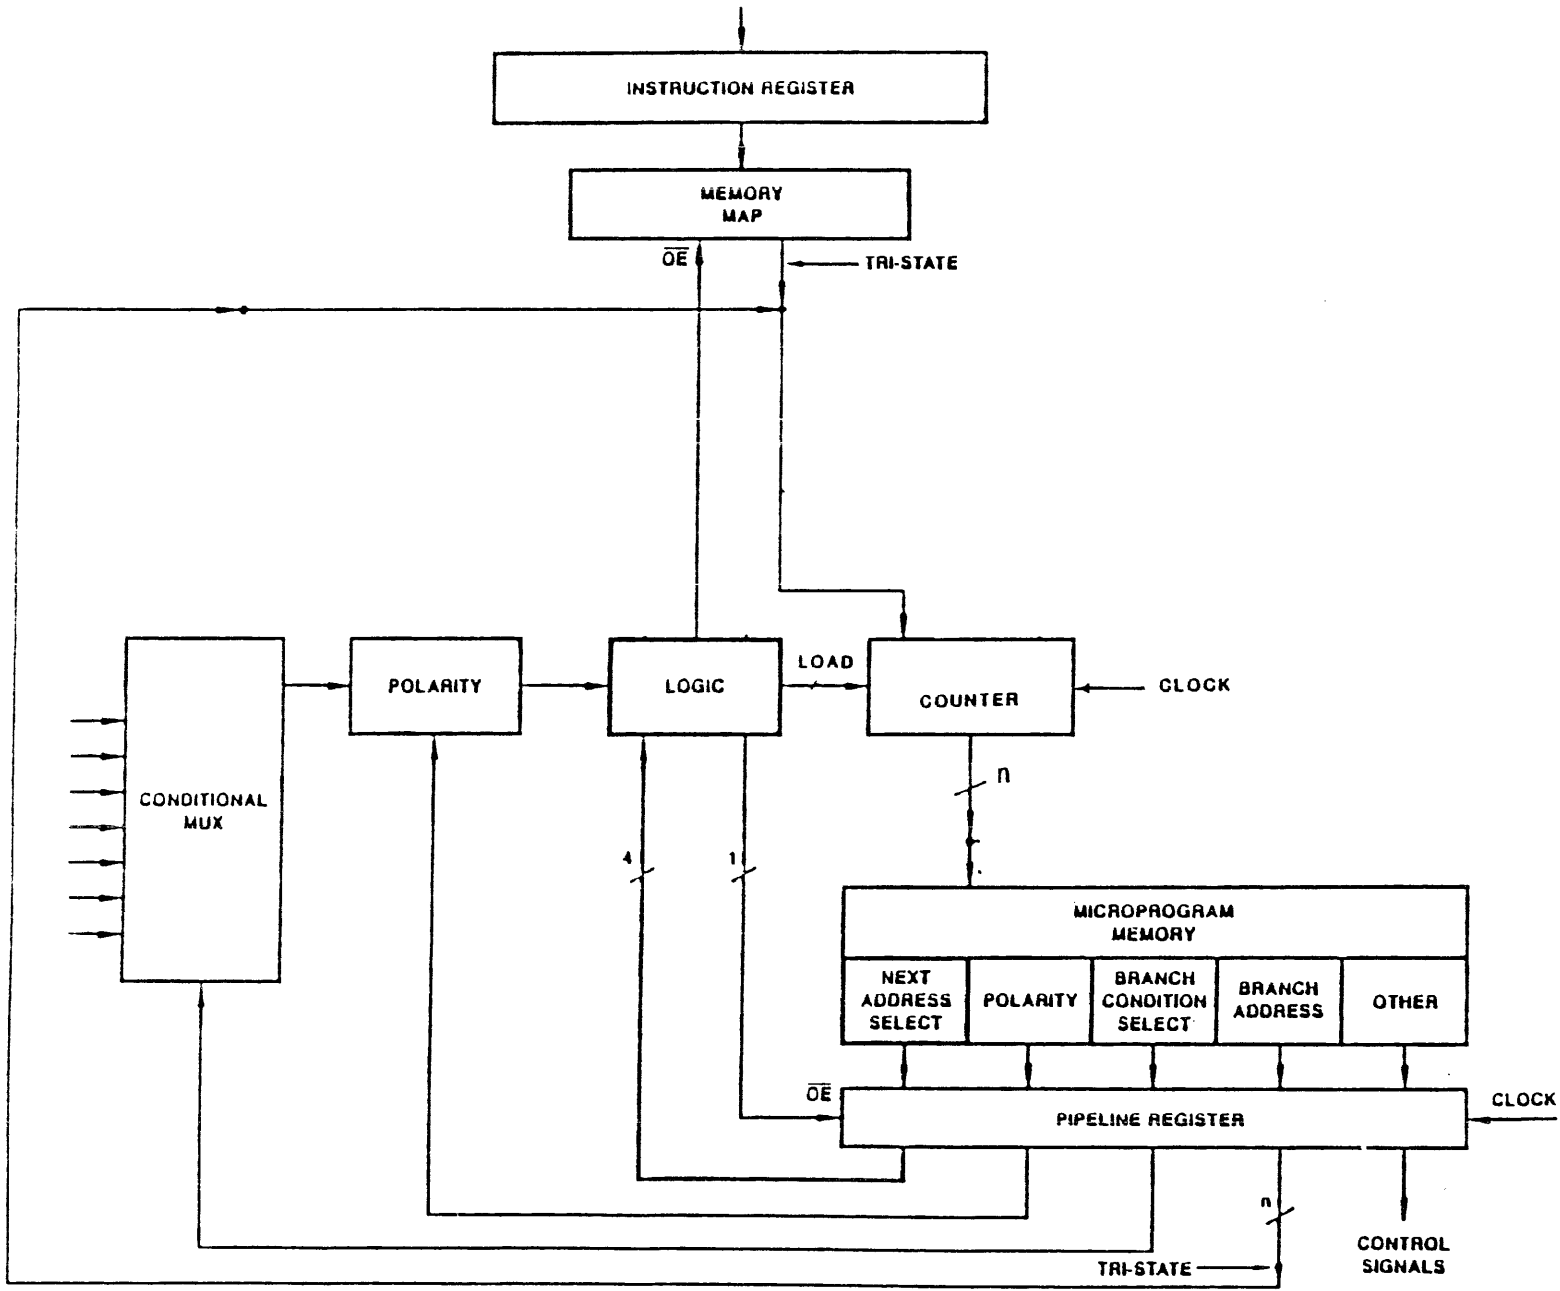 INSTRUCTION REGISTER
MEMORY
MAP
OE
TRI-STATE
CONDITIONAL
MUX
POLARITY
LOGIC
LOAD
COUNTER
CLOCK
n
4
1
MICROPROGRAM
MEMORY
NEXT
ADDRESS
SELECT
POLARITY
BRANCH
CONDITION
SELECT
BRANCH
ADDRESS
OTHER
OE
PIPELINE REGISTER
CLOCK
n
TRI-STATE
CONTROL
SIGNALS